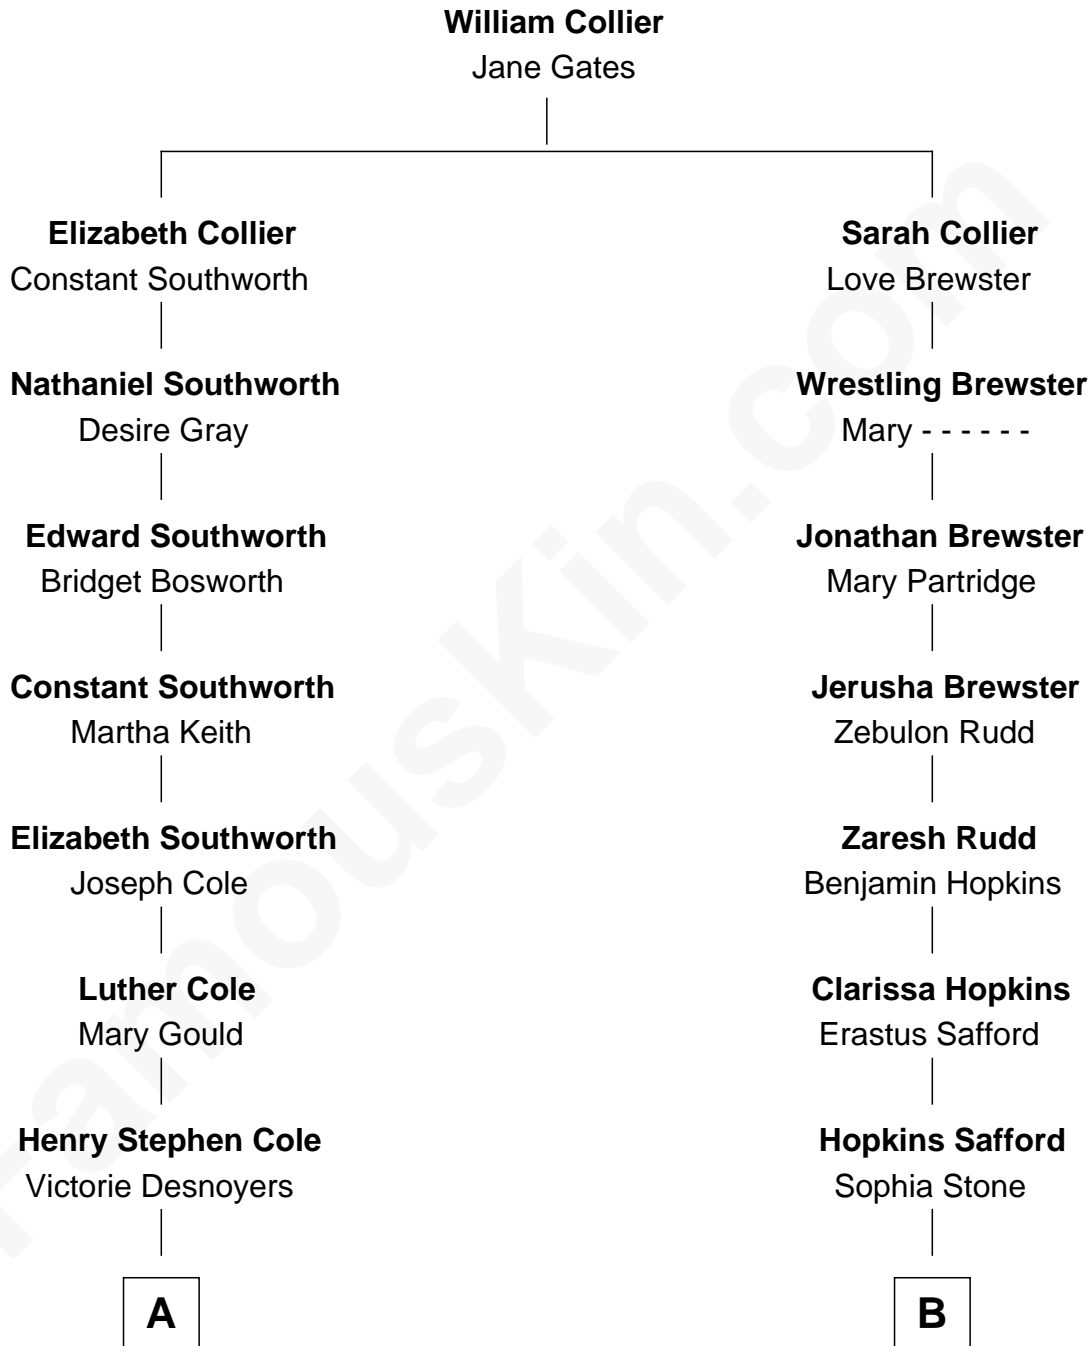 William Collier
Jane Gates
Elizabeth Collier
Constant Southworth
Sarah Collier
Love Brewster
Nathaniel Southworth
Desire Gray
Wrestling Brewster
Mary - - - - - -
Edward Southworth
Bridget Bosworth
Jonathan Brewster
Mary Partridge
Constant Southworth
Martha Keith
Jerusha Brewster
Zebulon Rudd
Elizabeth Southworth
Joseph Cole
Zaresh Rudd
Benjamin Hopkins
Luther Cole
Mary Gould
Clarissa Hopkins
Erastus Safford
Henry Stephen Cole
Victorie Desnoyers
Hopkins Safford
Sophia Stone
A
B
FamousKin.com